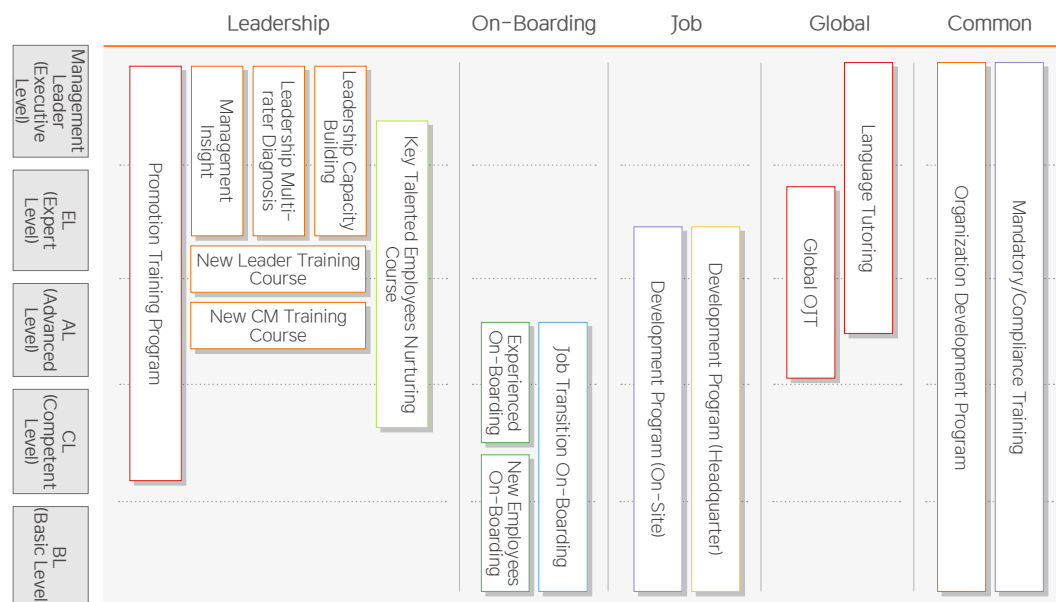 Leadership
On-Boarding
Job
Global
Common
Management
Leader
(Executive
Level)
EL
(Expert
Level)
AL
(Advanced
Level)
CL
(Competent
Level)
BL
(Basic Level
Promotion Training Program
Management
Insight
Leadership Multi-
rater Diagnosis
Leadership Capacity
Building
New Leader Training
Course
New CM Training
Course
Key Talented Employees Nurturing
Course
Experienced
On-Boarding
New Employees
On-Boarding
Job Transition On-Boarding
Development Program (On-Site)
Development Program (Headquarter)
Global OJT
Language Tutoring
Organization Development Program
Mandatory/Compliance Training